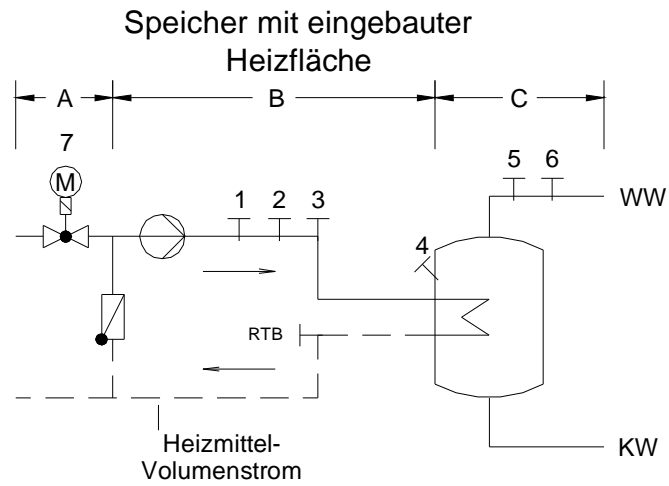 Speicher mit eingebauter
Heizfläche
A B C
7
M
1 2 3
5 6
WW
4
RTB
Heizmittel-
Volumenstrom
KW